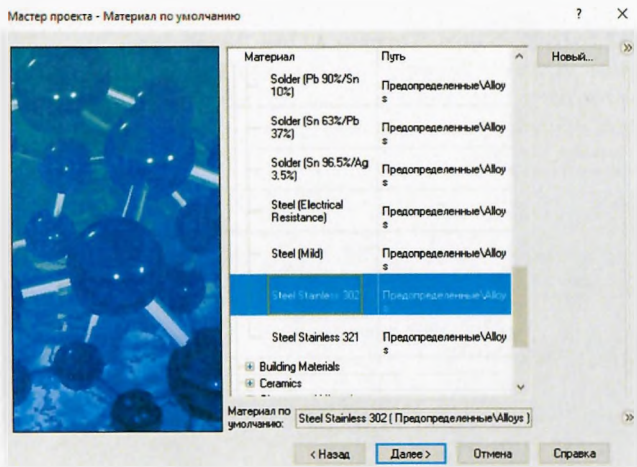 Мастер проекта - Материал по умолчанию ? ×
Материал Путь
Новый...
Solder (Pb 90%/Sn Предопределенные\Alloy
10%) s
Solder (Sn 63%/Pb Предопределенные\Alloy
37%) s
Solder (Sn 96.5%/Ag Предопределенные\Alloy
3.5%) s
Steel (Electrical Предопределенные\Alloy
Resistance) s
Steel (Mild) Предопределенные\Alloy
s
Steel Stainless 302 Предопределенные\Alloy
s
Steel Stainless 321 Предопределенные\Alloy
s
Building Materials
Ceramics
Материал по
умолчанию: Steel Stainless 302 ( Предопределенные\Alloys )
< Назад Далее > Отмена Справка